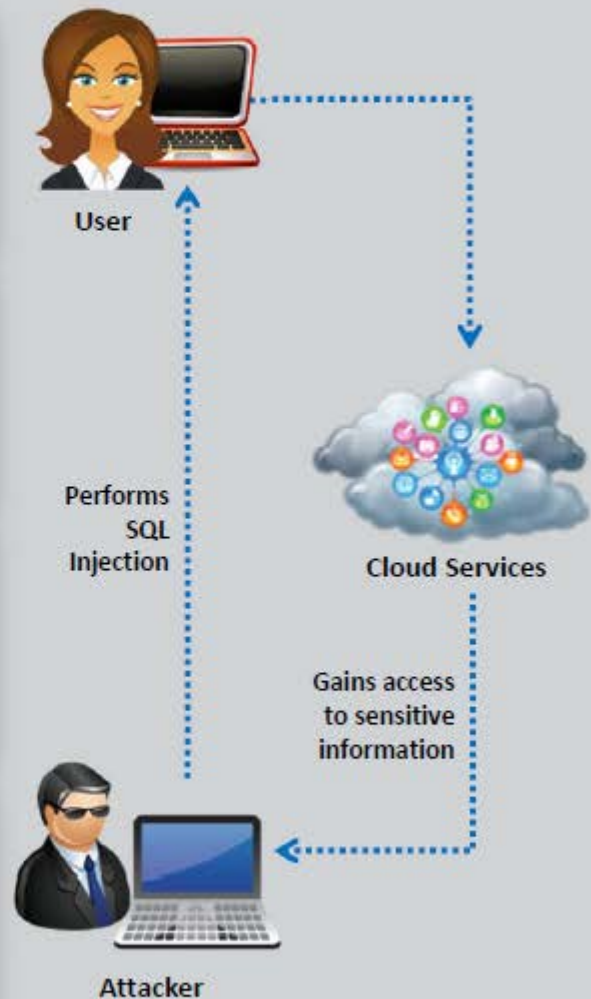 User
Performs
SQL
Injection
Cloud Services
Gains access
to sensitive
information
Attacker